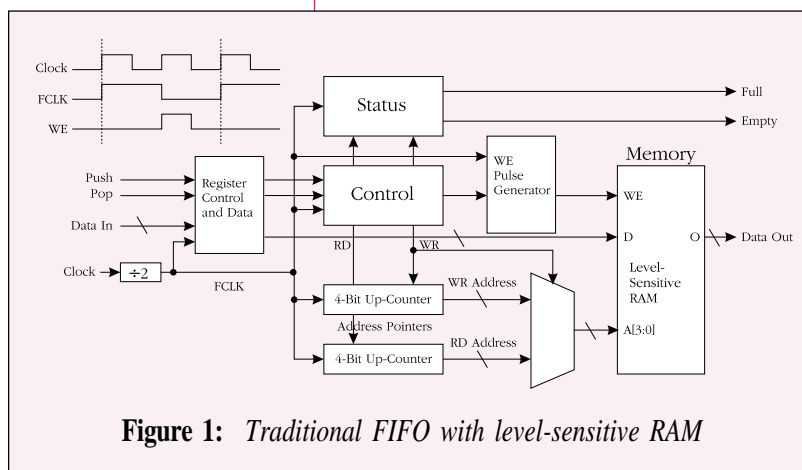 Clock
FCLK
WE
Status
Full
Empty
Memory
WE
Pulse
Generator
Push
Pop
Register
Control
and Data
Control
WE
Data In
D
O
Data Out
RD
WR
Level-
Sensitive
RAM
Clock
÷2
FCLK
WR Address
4-Bit Up-Counter
Address Pointers
RD Address
A[3:0]
4-Bit Up-Counter
Figure 1: Traditional FIFO with level-sensitive RAM